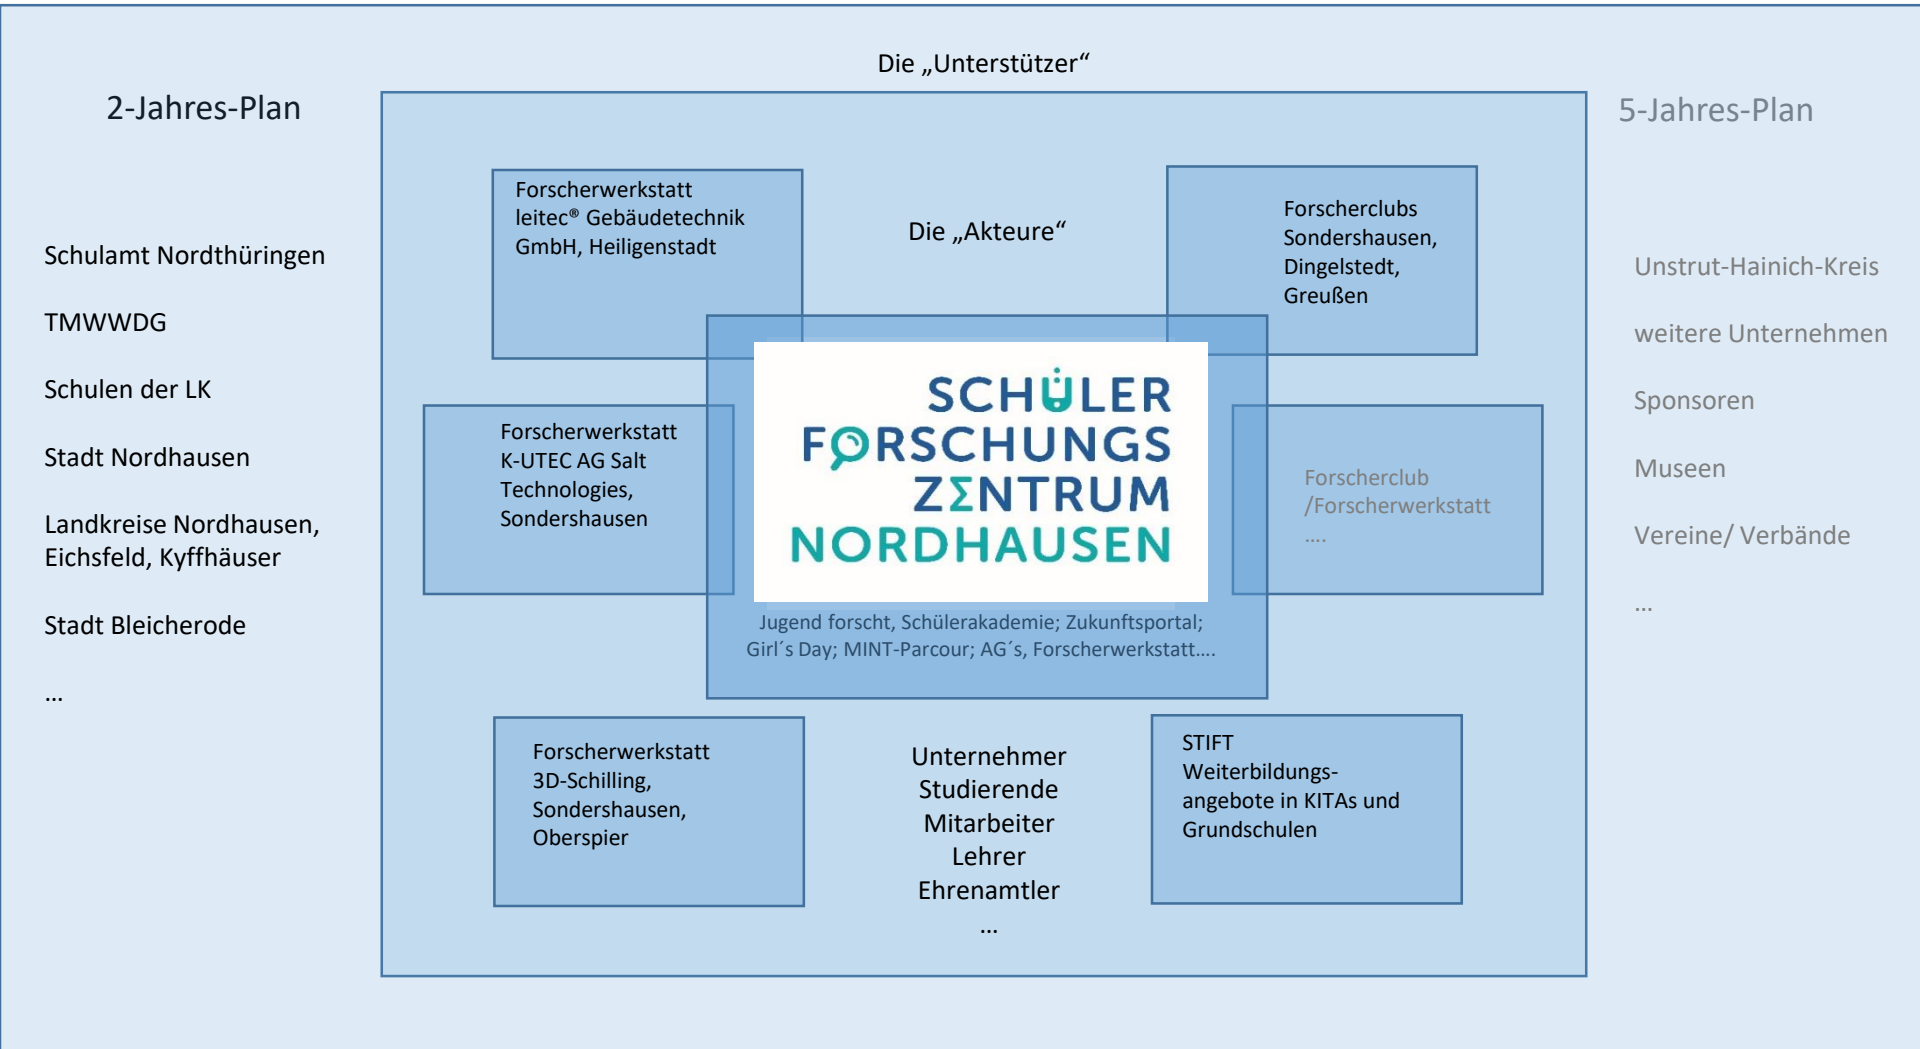 Die „Unterstützer“
2-Jahres-Plan
Schulamt Nordthüringen
TMWWDG
Schulen der LK
Stadt Nordhausen
Landkreise Nordhausen,
Eichsfeld, Kyffhäuser
Stadt Bleicherode
...
Forscherwerkstatt
leitec® Gebäudetechnik
GmbH, Heiligenstadt
Die „Akteure“
Forscherclubs
Sondershausen,
Dingelstedt,
Greußen
Forscherwerkstatt
K-UTEC AG Salt
Technologies,
Sondershausen
SCHÜLER
FORSCHUNGS
ZΣNTRUM
NORDHAUSEN
Jugend forscht, Schülerakademie; Zukunftsportal;
Girl´s Day; MINT-Parcour; AG´s, Forscherwerkstatt....
Forscherclub
/Forscherwerkstatt
....
Forscherwerkstatt
3D-Schilling,
Sondershausen,
Oberspier
Unternehmer
Studierende
Mitarbeiter
Lehrer
Ehrenamtler
...
STIFT
Weiterbildungs-
angebote in KITAs und
Grundschulen
5-Jahres-Plan
Unstrut-Hainich-Kreis
weitere Unternehmen
Sponsoren
Museen
Vereine/ Verbände
...